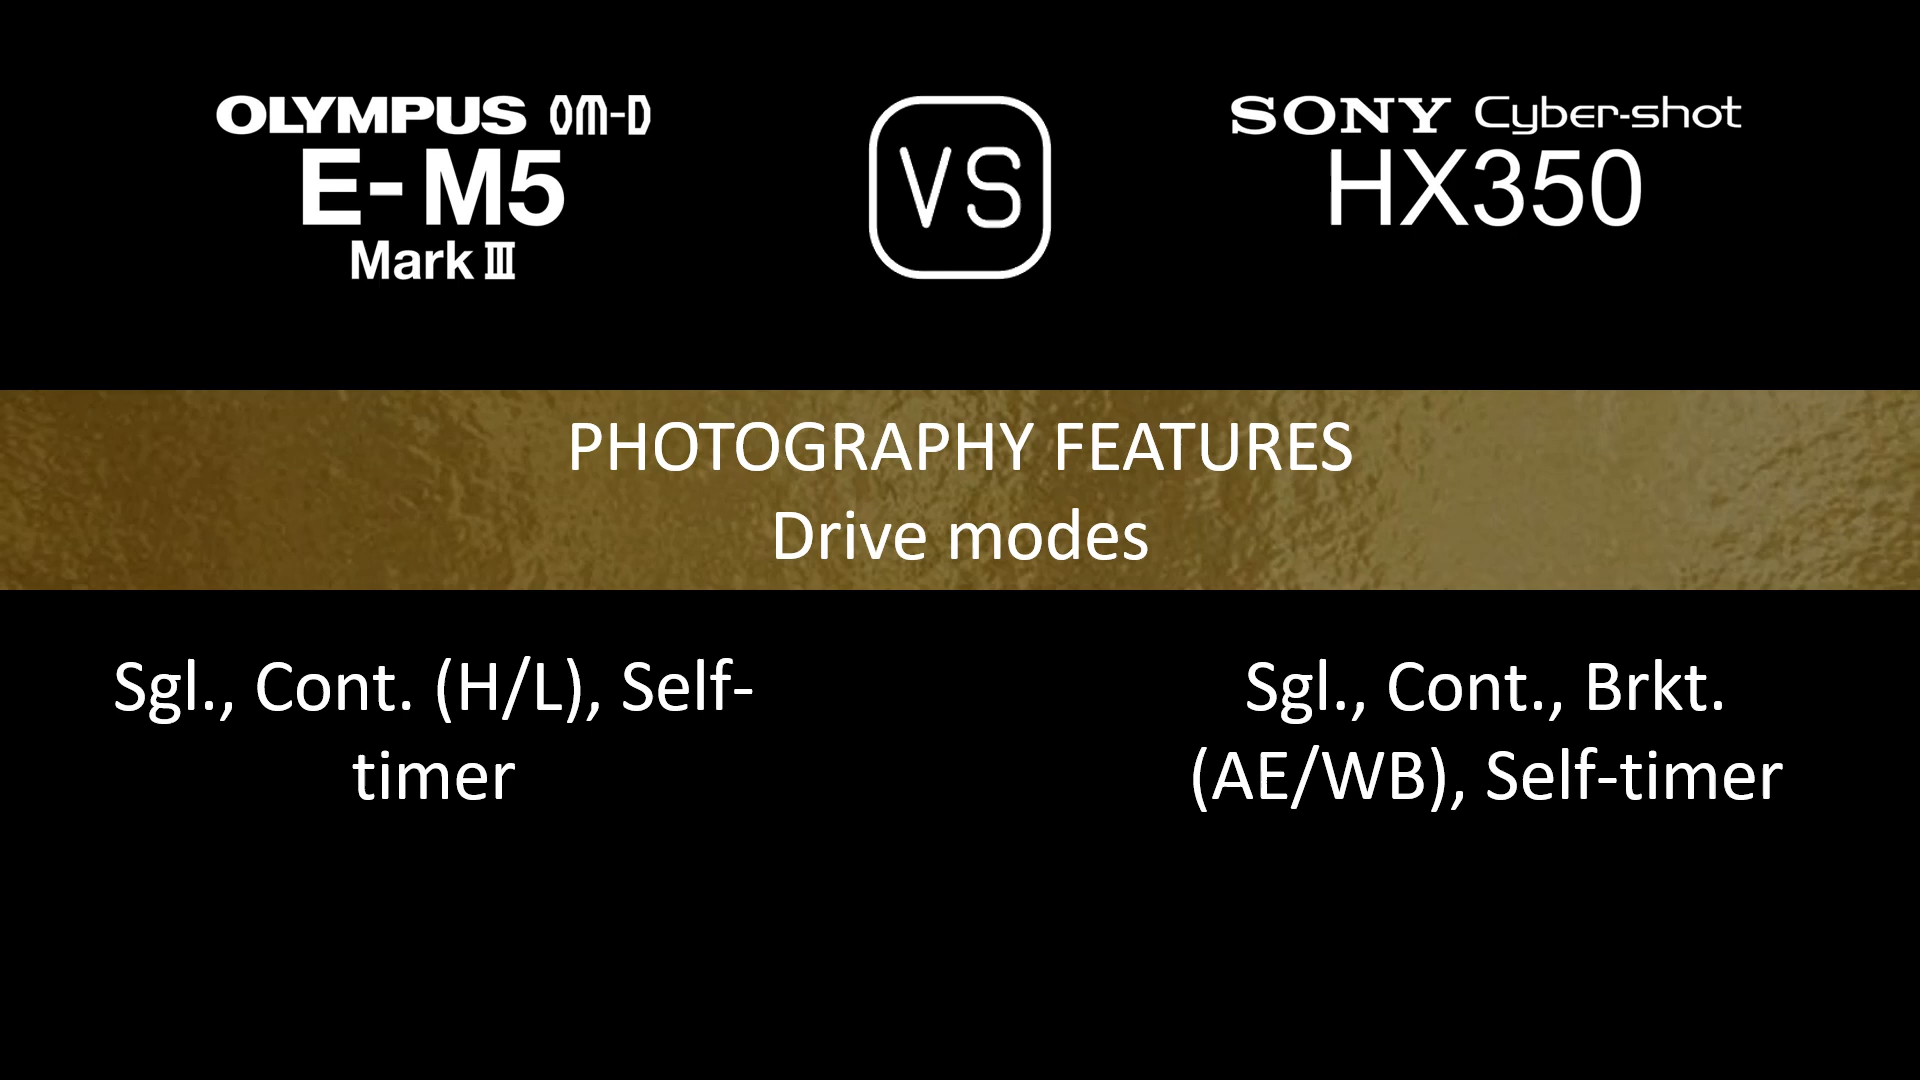 OLYMPUS OM-D
E-M5
Mark III
VS
SONY Cyber-shot
HX350
PHOTOGRAPHY FEATURES
Drive modes
Sgl., Cont. (H/L), Self-
timer
Sgl., Cont., Brkt.
(AE/WB), Self-timer